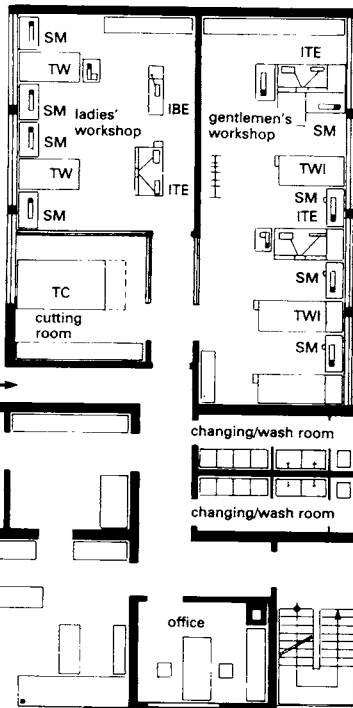 SM
TW
SM
ladies'
workshop
SM
TW
SM
IBE
ITE
TC
cutting
room
ITE
gentlemen's
workshop
SM
TWI
SM
ITE
SM
TWI
SM
changing/wash room
changing/wash room
office